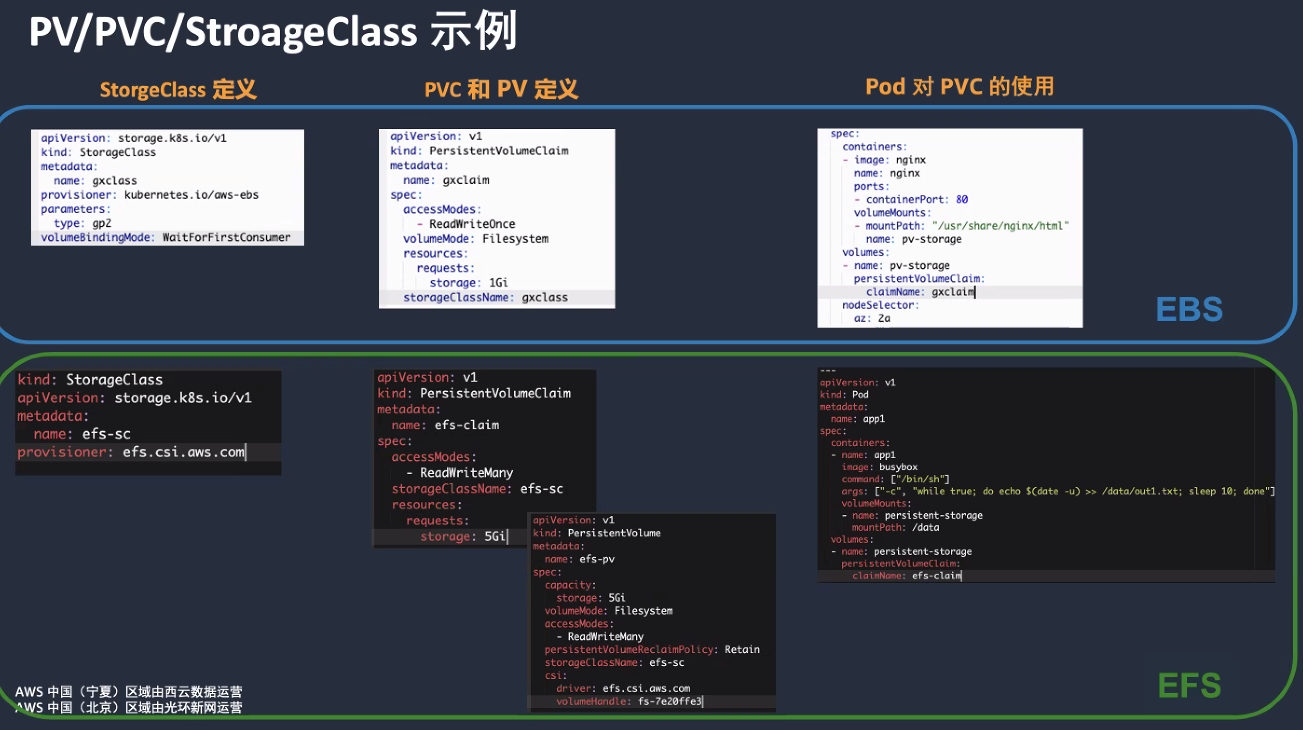 PV/PVC/StroageClass 示例
StorgeClass 定义
PVC 和 PV 定义
Pod 对 PVC 的使用
apiVersion: storage.k8s.io/v1
kind: StorageClass
metadata:
  name: gxclass
provisioner: kubernetes.io/aws-ebs
parameters:
  type: gp2
volumeBindingMode: WaitForFirstConsumer
apiVersion: v1
kind: PersistentVolumeClaim
metadata:
  name: gxclaim
spec:
  accessModes:
    - ReadWriteOnce
  volumeMode: Filesystem
  resources:
    requests:
      storage: 1Gi
  storageClassName: gxclass
spec:
  containers:
  - image: nginx
    name: nginx
    ports:
    - containerPort: 80
    volumeMounts:
    - mountPath: "/usr/share/nginx/html"
      name: pv-storage
  volumes:
  - name: pv-storage
    persistentVolumeClaim:
      claimName: gxclaim
  nodeSelector:
    az: 2a
EBS
kind: StorageClass
apiVersion: storage.k8s.io/v1
metadata:
  name: efs-sc
provisioner: efs.csi.aws.com
apiVersion: v1
kind: PersistentVolumeClaim
metadata:
  name: efs-claim
spec:
  accessModes:
    - ReadWriteMany
  storageClassName: efs-sc
  resources:
    requests:
      storage: 5Gi
apiVersion: v1
kind: PersistentVolume
metadata:
  name: efs-pv
spec:
  capacity:
    storage: 5Gi
  volumeMode: Filesystem
  accessModes:
    - ReadWriteMany
  persistentVolumeReclaimPolicy: Retain
  storageClassName: efs-sc
  csi:
    driver: efs.csi.aws.com
    volumeHandle: fs-7e20ffe3
---
apiVersion: v1
kind: Pod
metadata:
  name: app1
spec:
  containers:
  - name: app1
    image: busybox
    command: ["/bin/sh"]
    args: ["-c", "while true; do echo $(date -u) >> /data/out1.txt; sleep 10; done"]
    volumeMounts:
    - name: persistent-storage
      mountPath: /data
  volumes:
  - name: persistent-storage
    persistentVolumeClaim:
      claimName: efs-claim
EFS
AWS 中国（宁夏）区域由西云数据运营
AWS 中国（北京）区域由光环新网运营